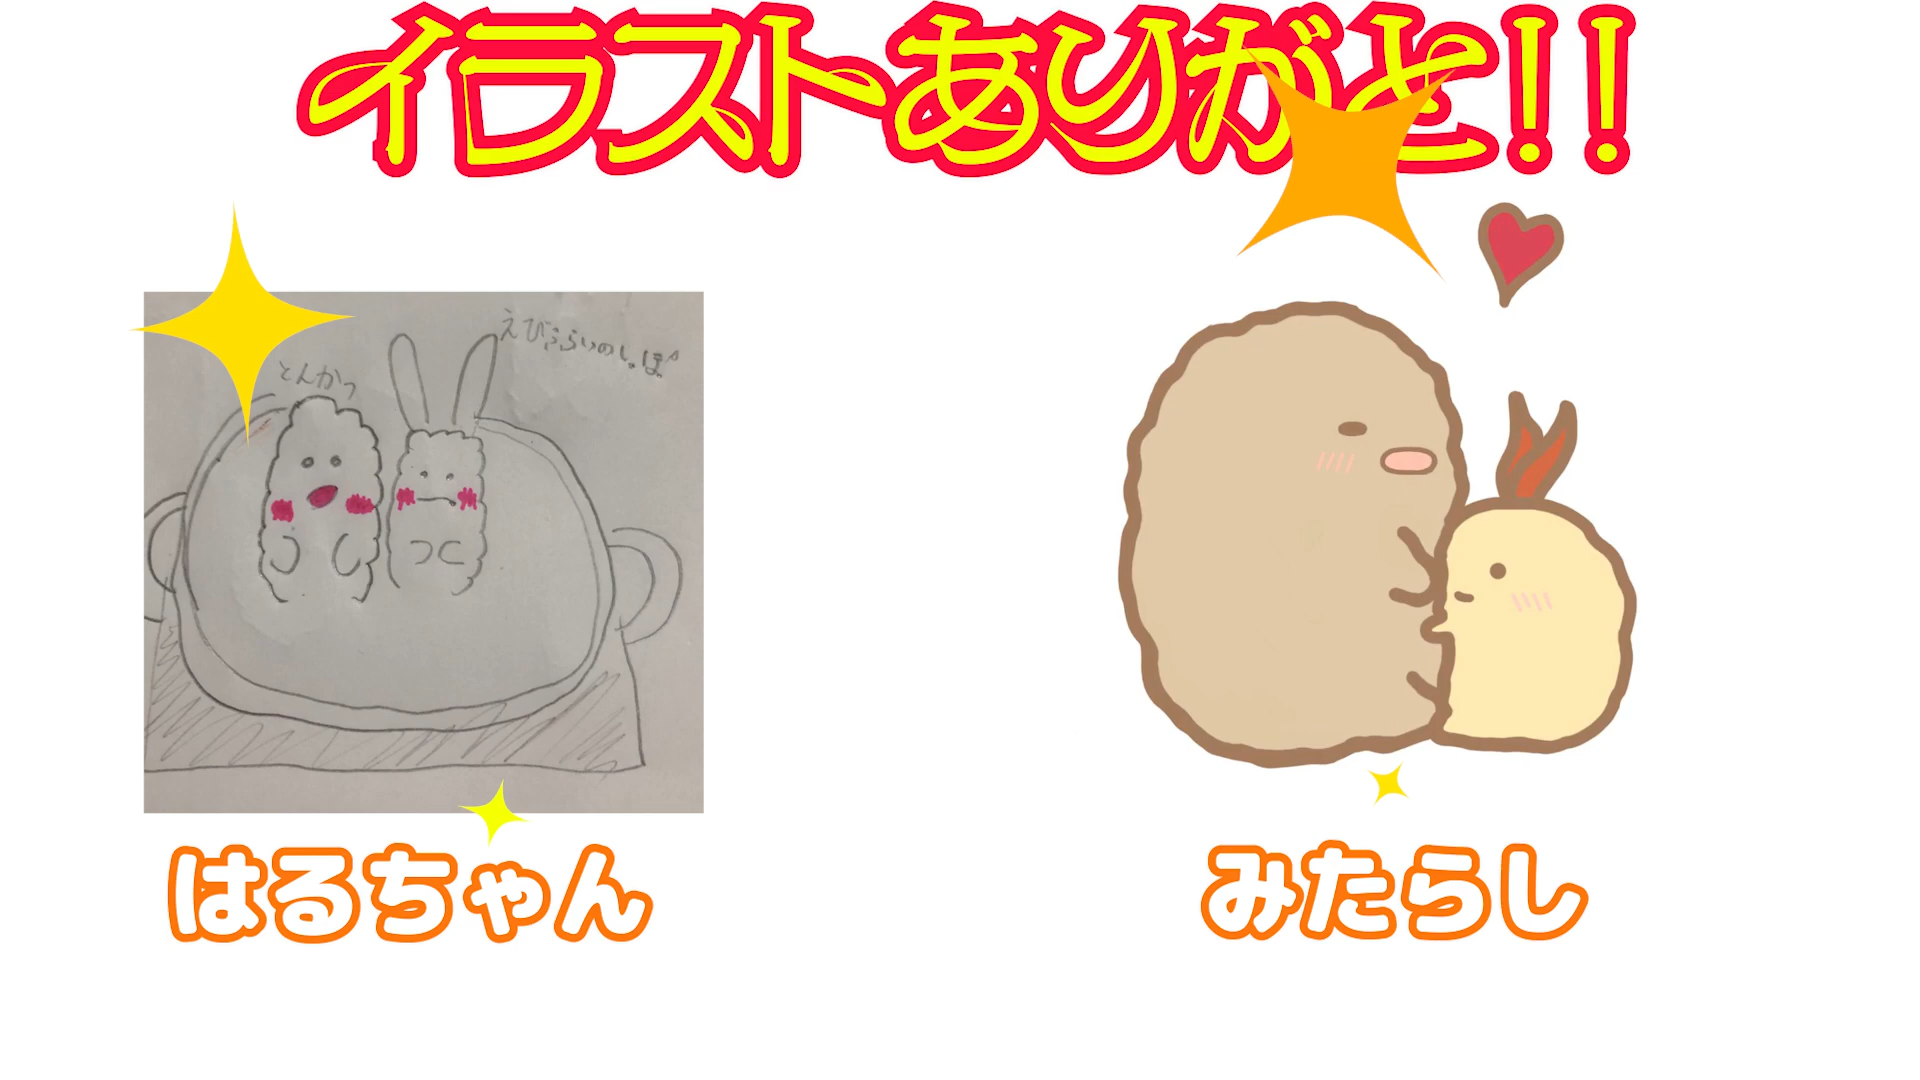 イラストありがと!!
とんかつ
えびふらいのしっぽ
はるちゃん
みたらし